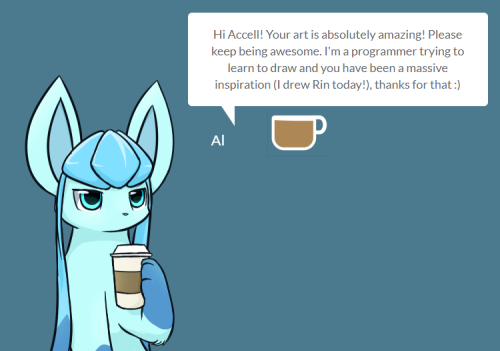 Hi Accell! Your art is absolutely amazing! Please
keep being awesome. I'm a programmer trying to
learn to draw and you have been a massive
inspiration (I drew Rin today!), thanks for that :)
Al